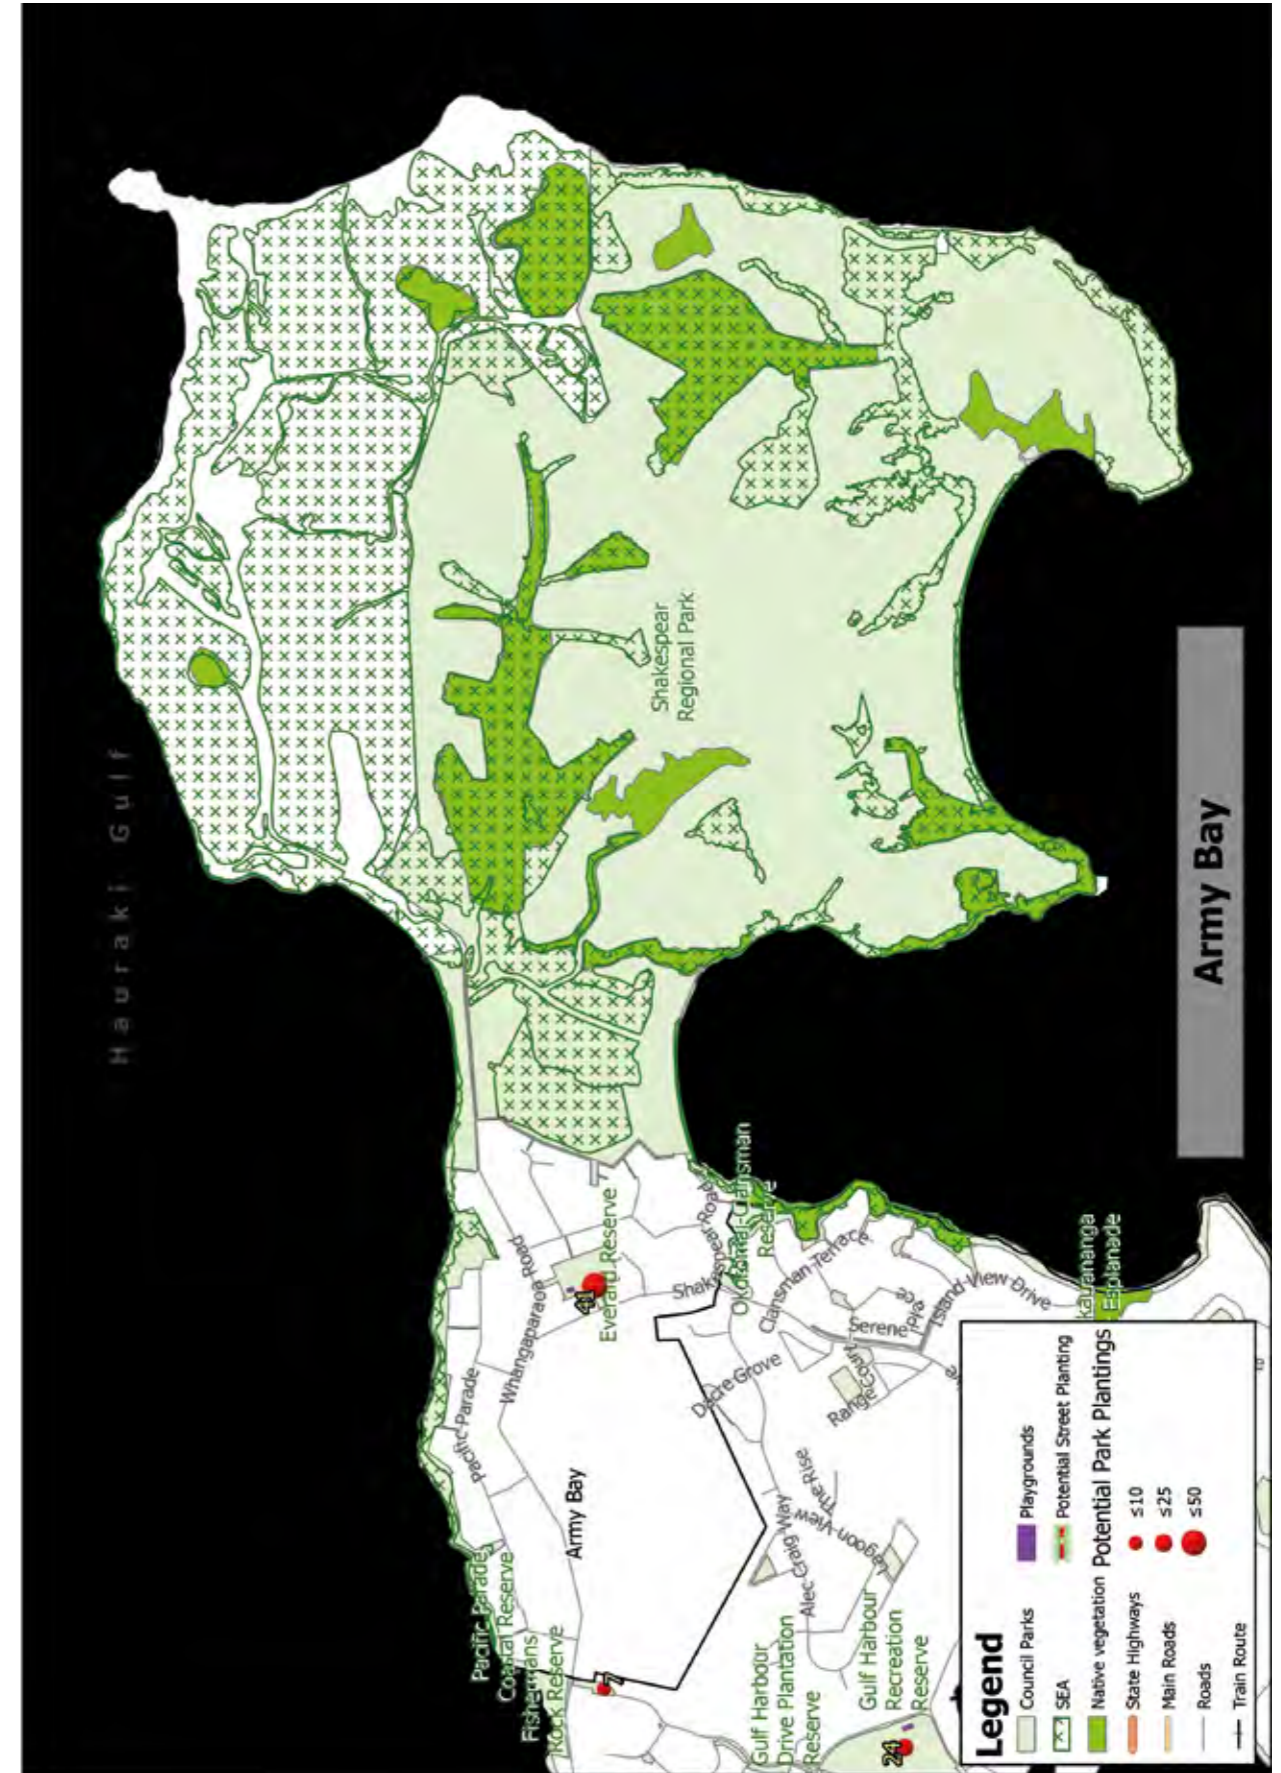 Hauraki Gulf
Shakespear
Regional Park
Army Bay
Whangaparaoa Road
Pacific Parade
Everard Reserve
41
Shakespear Road
Okoromai-Clansman
Reserve
Clansman Terrace
Island View Drive
Kaurananga
Esplanade
Dacre Grove
Army Bay
Pacific Parade
Coastal Reserve
Fishermans
Rock Reserve
7
The Rise
Alec Craig Way
Lagoon View
Gulf Harbour
Drive Plantation
Reserve
Gulf Harbour
Recreation
Reserve
24
Legend
Council Parks
SEA
Native vegetation
State Highways
Main Roads
Roads
Train Route
Playgrounds
Potential Street Planting
Potential Park Plantings
≤10
≤25
≤50